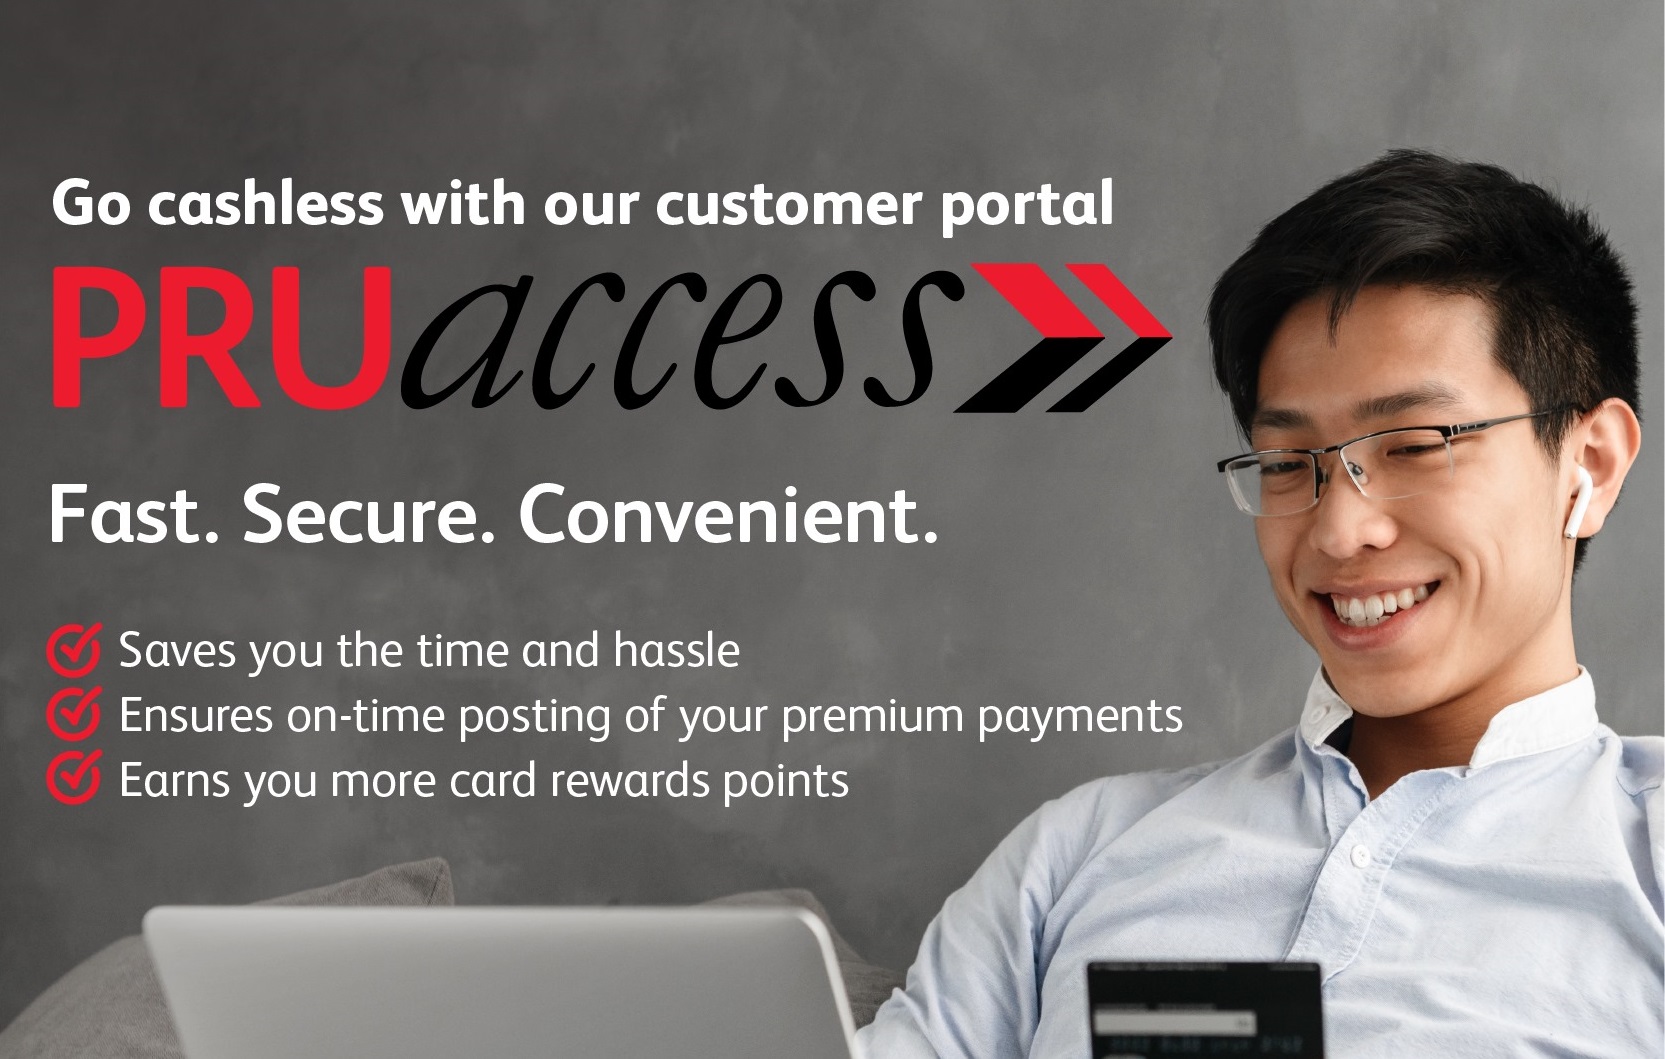 Go cashless with our customer portal
PRUaccess
Fast. Secure. Convenient.
Saves you the time and hassle
Ensures on-time posting of your premium payments
Earns you more card rewards points